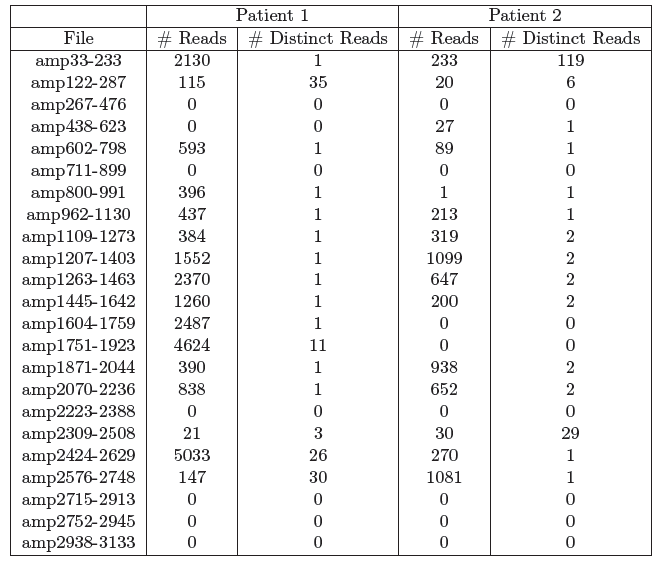 Patient 1 Patient 2
File # Reads # Distinct Reads # Reads # Distinct Reads
amp33-233 2130 1 233 119
amp122-287 115 35 20 6
amp267-476 0 0 0 0
amp438-623 0 0 27 1
amp602-798 593 1 89 1
amp711-899 0 0 0 0
amp800-991 396 1 1 1
amp962-1130 437 1 213 1
amp1109-1273 384 1 319 2
amp1207-1403 1552 1 1099 2
amp1263-1463 2370 1 647 2
amp1445-1642 1260 1 200 2
amp1604-1759 2487 1 0 0
amp1751-1923 4624 11 0 0
amp1871-2044 390 1 938 2
amp2070-2236 838 1 652 2
amp2223-2388 0 0 0 0
amp2309-2508 21 3 30 29
amp2424-2629 5033 26 270 1
amp2576-2748 147 30 1081 1
amp2715-2913 0 0 0 0
amp2752-2945 0 0 0 0
amp2938-3133 0 0 0 0